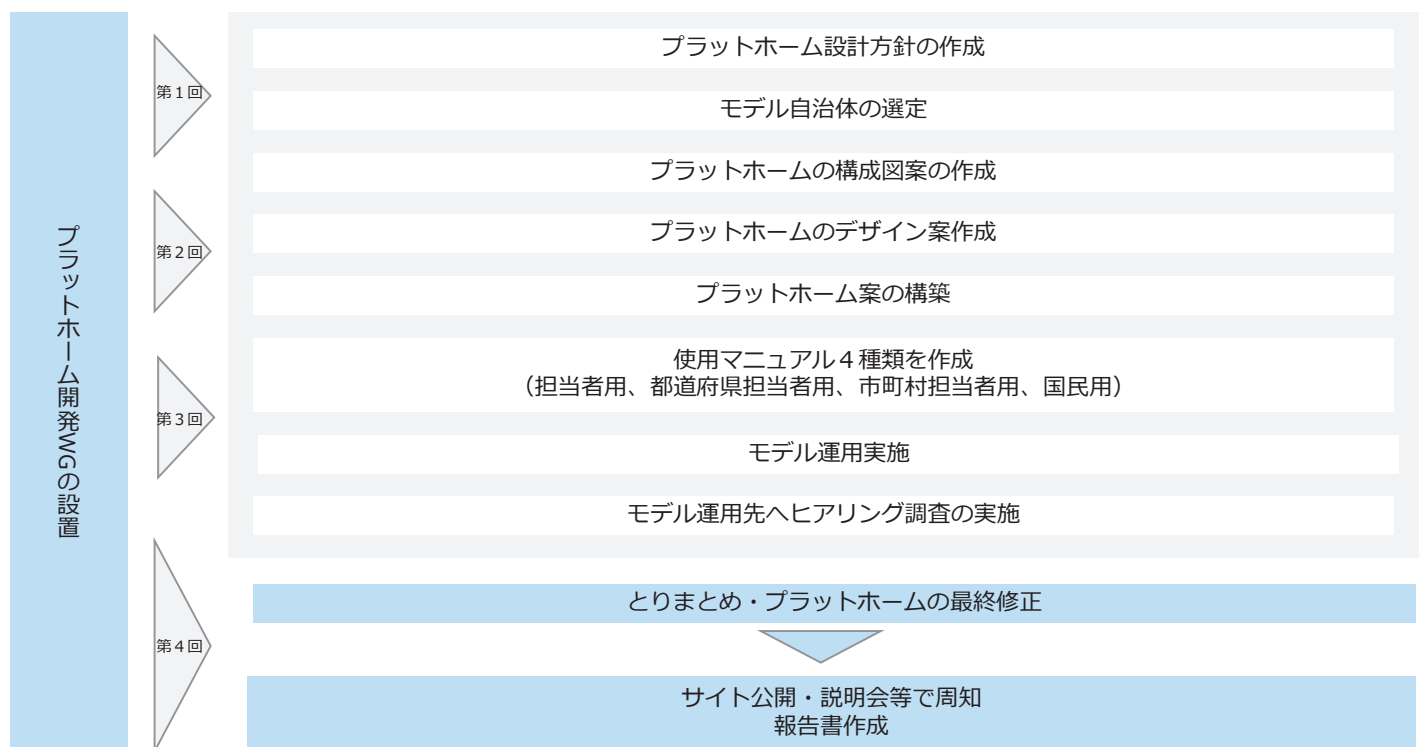 プラットホーム開発WGの設置
第1回
プラットホーム設計方針の作成
モデル自治体の選定
プラットホームの構成図案の作成
第2回
プラットホームのデザイン案作成
プラットホーム案の構築
第3回
使用マニュアル4種類を作成
（担当者用、都道府県担当者用、市町村担当者用、国民用）
モデル運用実施
モデル運用先へヒアリング調査の実施
第4回
とりまとめ・プラットホームの最終修正
サイト公開・説明会等で周知
報告書作成